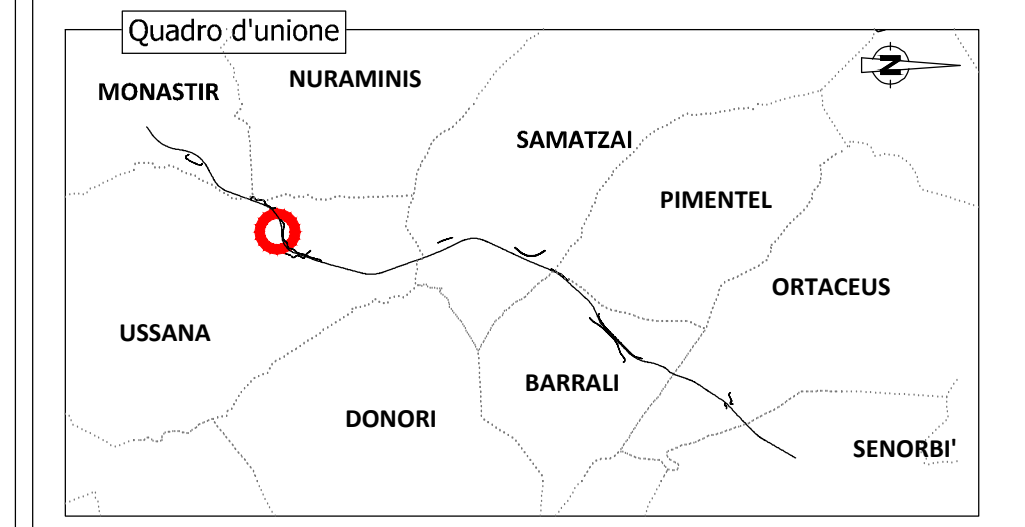 Quadro d'unione
N
NURAMINIS
MONASTIR
SAMATZAI
PIMENTEL
ORTACEUS
USSANA
BARRALI
DONORI
SENORBI'